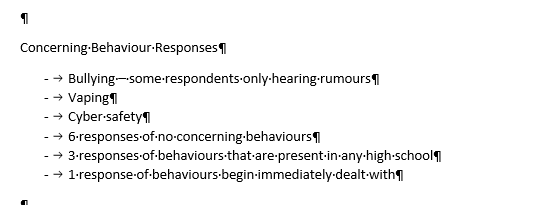 Concerning Behaviour Responses
- Bullying – some respondents only hearing rumours
- Vaping
- Cyber safety
- 6 responses of no concerning behaviours
- 3 responses of behaviours that are present in any high school
- 1 response of behaviours begin immediately dealt with